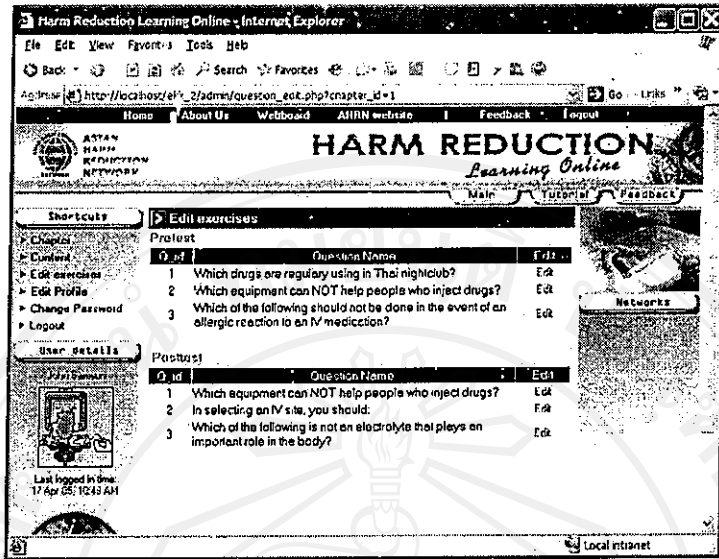 Harm Reduction Learning Online - Internet Explorer
File Edit View Favorites Tools Help
Back Search Favorites
Address http://localhost/ehr_2/admin/question_edit.php?chapter_id=1 Go Links »
Home About Us Webboard AHRN website Feedback Logout
ASIAN
HARM
REDUCTION
NETWORK
HARM REDUCTION
Learning Online
Main Tutorial Feedback
Shortcuts
Chapter
Content
Edit exercises
Edit Profile
Change Password
Logout
User details
Last logged in time:
17 Apr 05, 10:49 AM
Edit exercises
Pretest
Q_id Question Name Edit
1 Which drugs are regulary using in Thai nightclub? Edit
2 Which equipment can NOT help people who inject drugs? Edit
3 Which of the following should not be done in the event of an allergic reaction to an IV medication? Edit
Posttest
Q_id Question Name Edit
1 Which equipment can NOT help people who inject drugs? Edit
2 In selecting an IV site, you should: Edit
3 Which of the following is not an electrolyte that plays an important role in the body? Edit
Networks
Local intranet